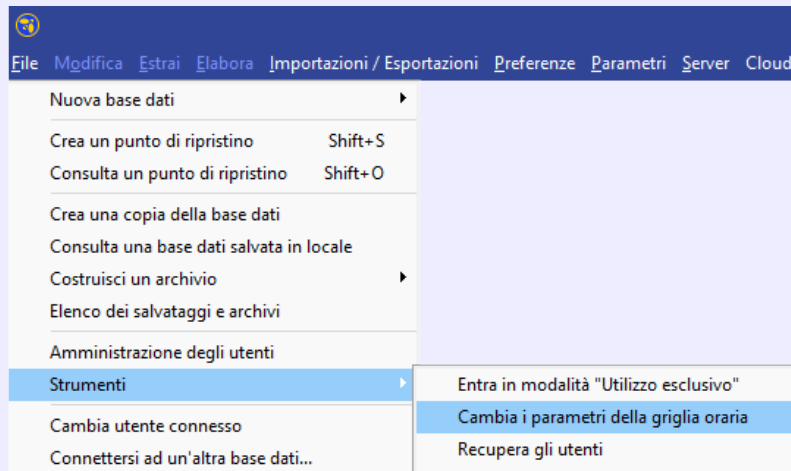 File Modifica Estrai Elabora Importazioni / Esportazioni Preferenze Parametri Server Cloud
Nuova base dati
Crea un punto di ripristino Shift+S
Consulta un punto di ripristino Shift+O
Crea una copia della base dati
Consulta una base dati salvata in locale
Costruisci un archivio
Elenco dei salvataggi e archivi
Amministrazione degli utenti
Strumenti
Cambia utente connesso
Connettersi ad un'altra base dati...
Entra in modalità "Utilizzo esclusivo"
Cambia i parametri della griglia oraria
Recupera gli utenti